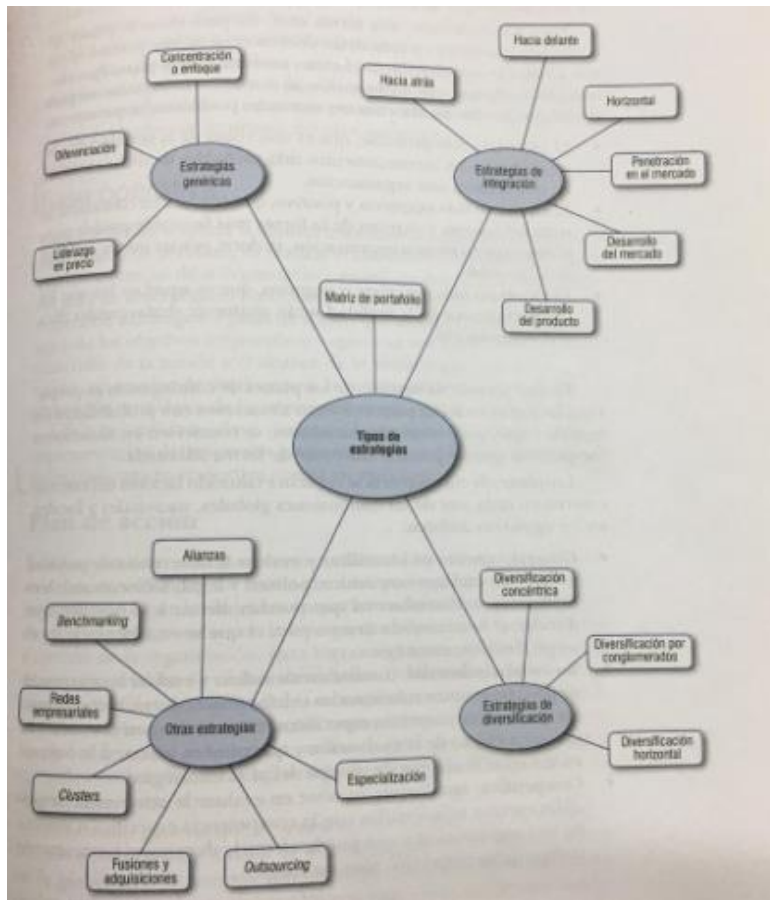 Concentración
o enfoque
Diferenciación
Liderazgo
en precio
Estrategias
genéricas
Hacia delante
Hacia atrás
Horizontal
Estrategias de
integración
Penetración
en el mercado
Desarrollo
del mercado
Desarrollo
del producto
Matriz de portafolio
Tipos de
estrategias
Alianzas
Benchmarking
Redes
empresariales
Otras estrategias
Clusters
Fusiones y
adquisiciones
Outsourcing
Especialización
Diversificación
concéntrica
Diversificación por
conglomerados
Estrategias de
diversificación
Diversificación
horizontal